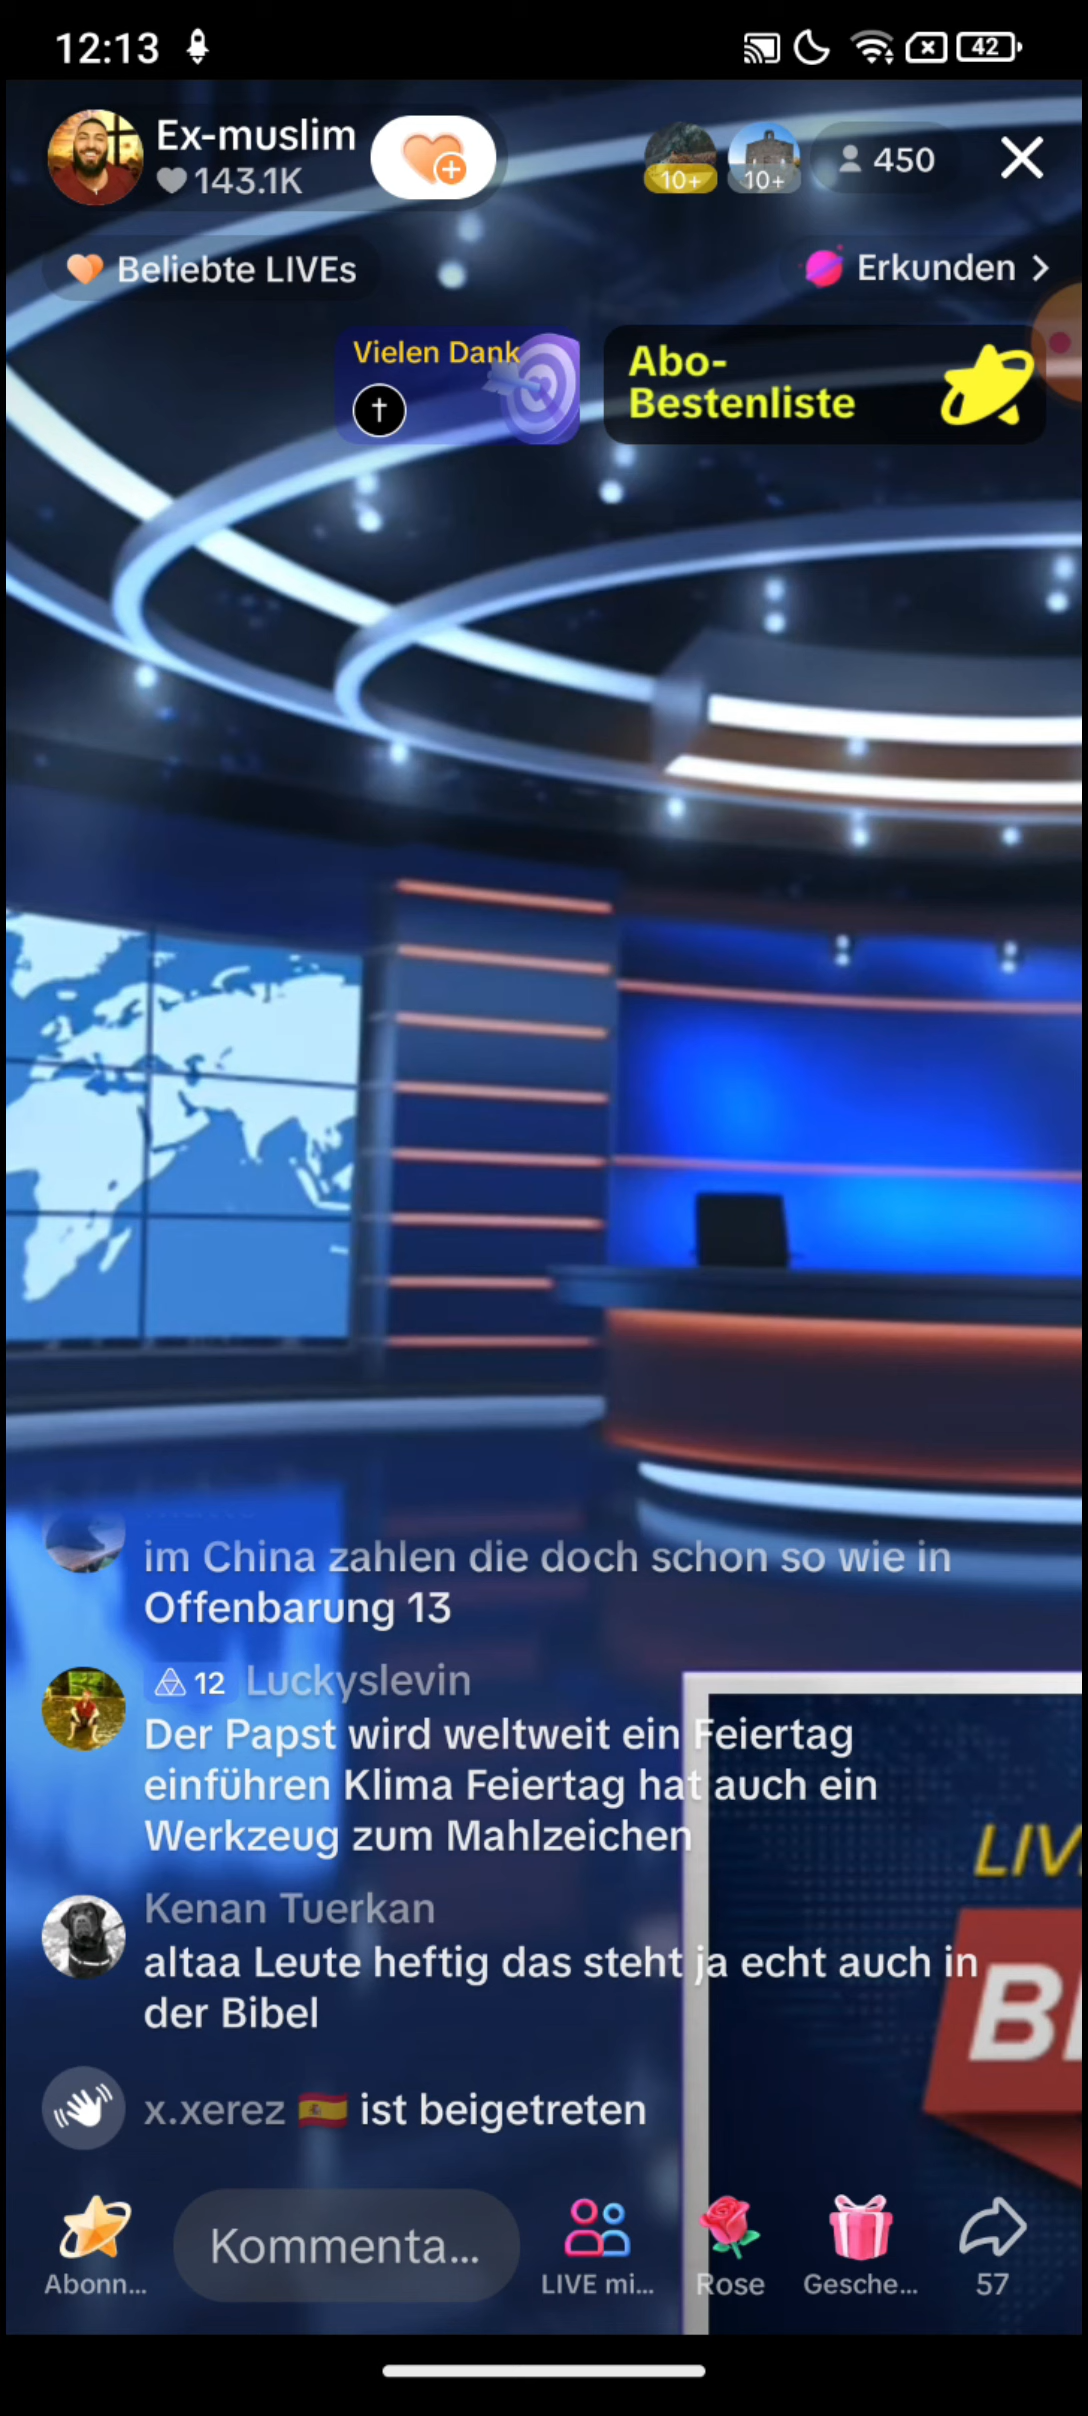 12:13
42
Ex-muslim
143.1K
10+
10+
450
Beliebte LIVEs
Erkunden >
Vielen Dank
Abo-
Bestenliste
im China zahlen die doch schon so wie in
Offenbarung 13
12 Luckyslevin
Der Papst wird weltweit ein Feiertag
einführen Klima Feiertag hat auch ein
Werkzeug zum Mahlzeichen
LIV
Kenan Tuerkan
altaa Leute heftig das steht ja echt auch in
der Bibel
x.xerez 🇪🇸 ist beigetreten
Kommenta...
Abonn...
LIVE mi...
Rose
Gesche...
57